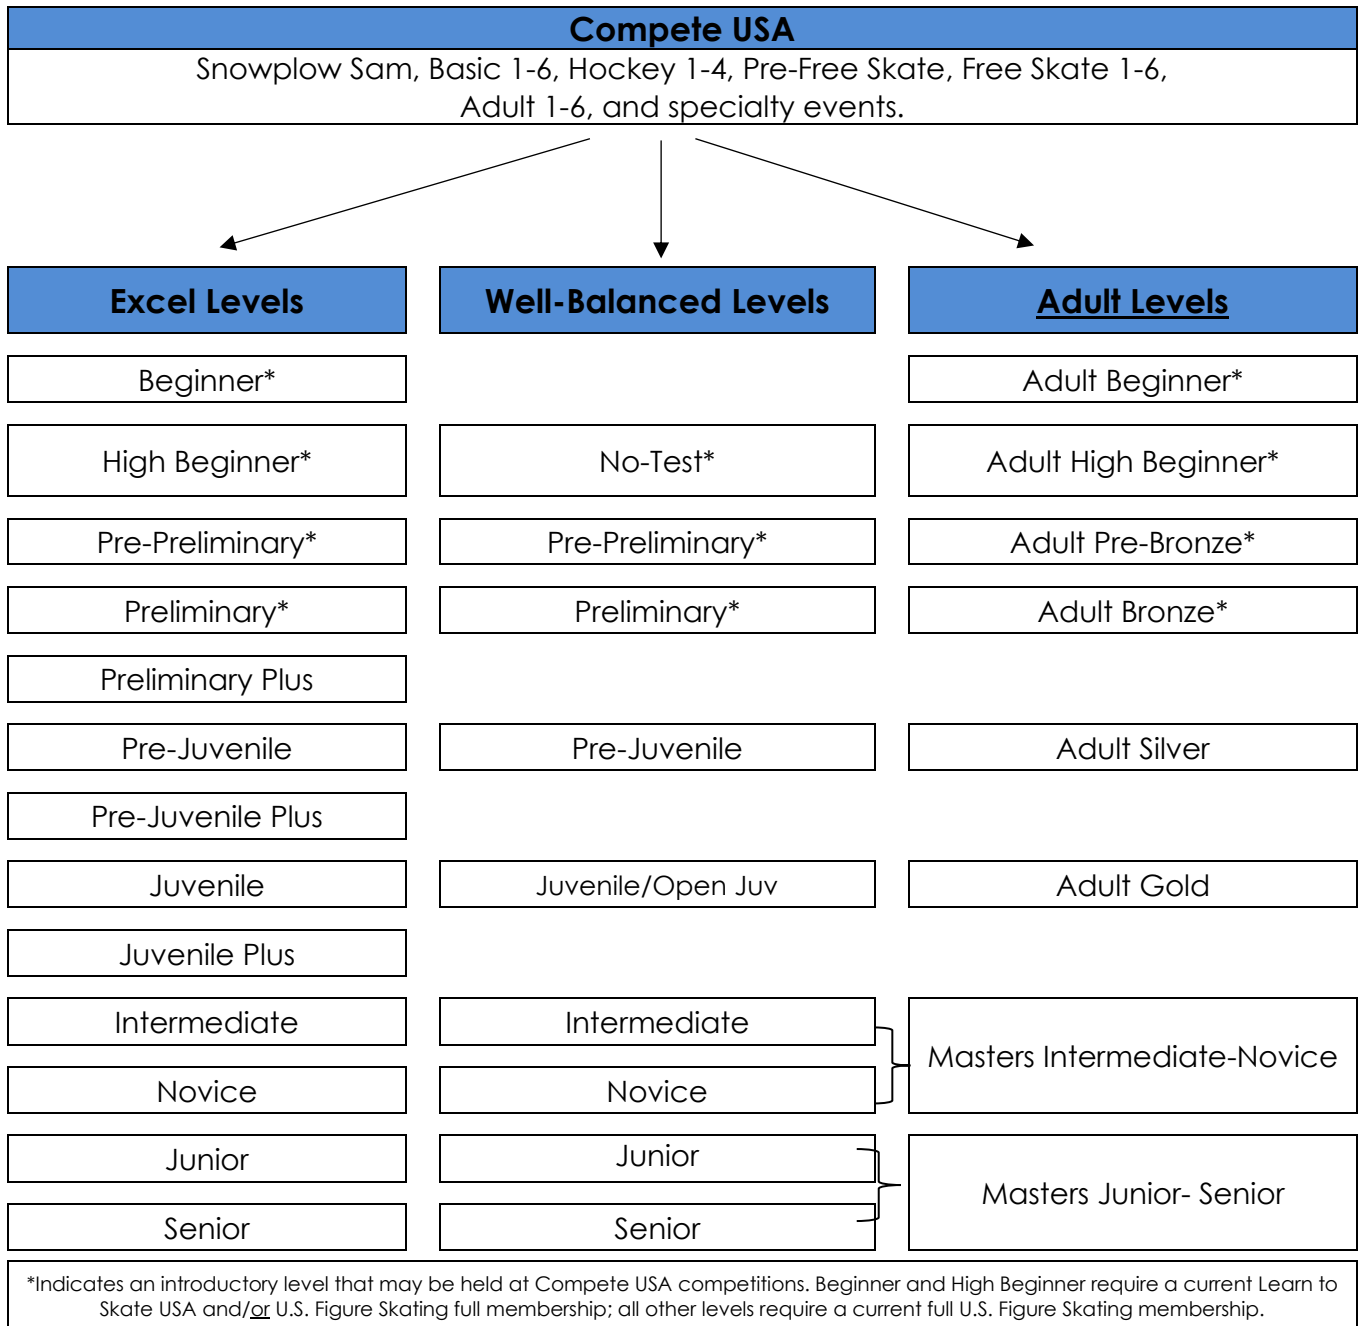 Compete USA
Snowplow Sam, Basic 1-6, Hockey 1-4, Pre-Free Skate, Free Skate 1-6,
Adult 1-6, and specialty events.
Excel Levels
Well-Balanced Levels
Adult Levels
Beginner*
Adult Beginner*
High Beginner*
No-Test*
Adult High Beginner*
Pre-Preliminary*
Pre-Preliminary*
Adult Pre-Bronze*
Preliminary*
Preliminary*
Adult Bronze*
Preliminary Plus
Pre-Juvenile
Pre-Juvenile
Adult Silver
Pre-Juvenile Plus
Juvenile
Juvenile/Open Juv
Adult Gold
Juvenile Plus
Intermediate
Intermediate
Masters Intermediate-Novice
Novice
Novice
Junior
Junior
Masters Junior- Senior
Senior
Senior
*Indicates an introductory level that may be held at Compete USA competitions. Beginner and High Beginner require a current Learn to
Skate USA and/or U.S. Figure Skating full membership; all other levels require a current full U.S. Figure Skating membership.